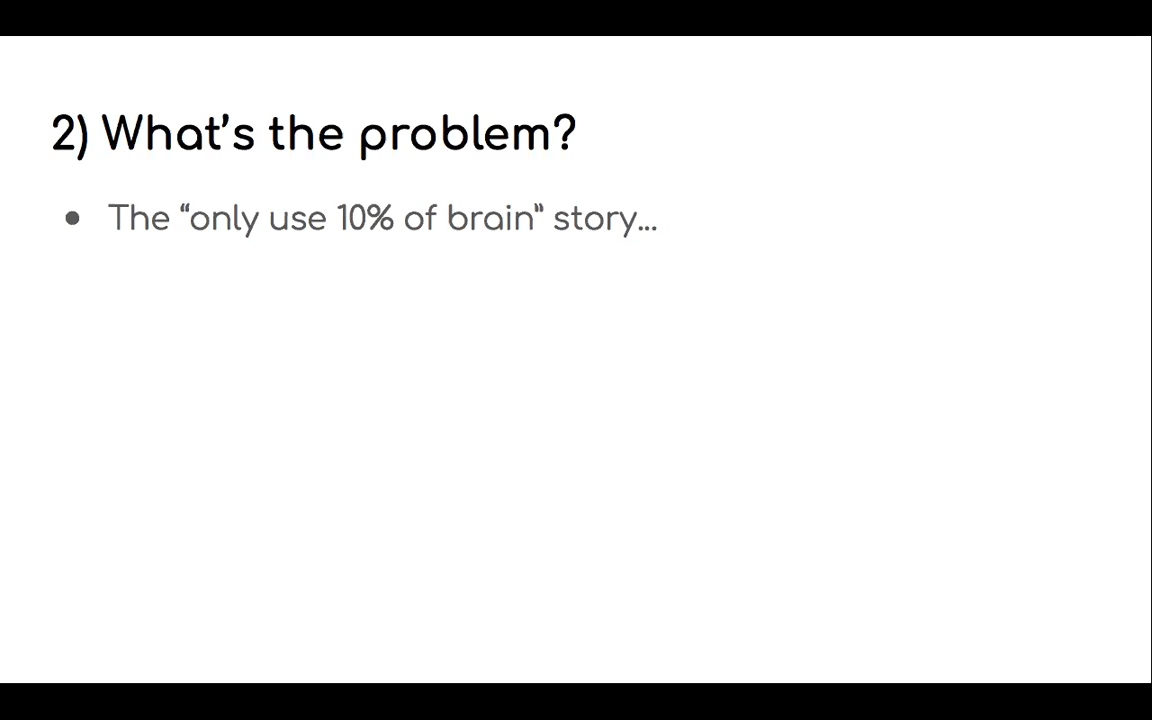 2) What's the problem?
● The “only use 10% of brain” story...